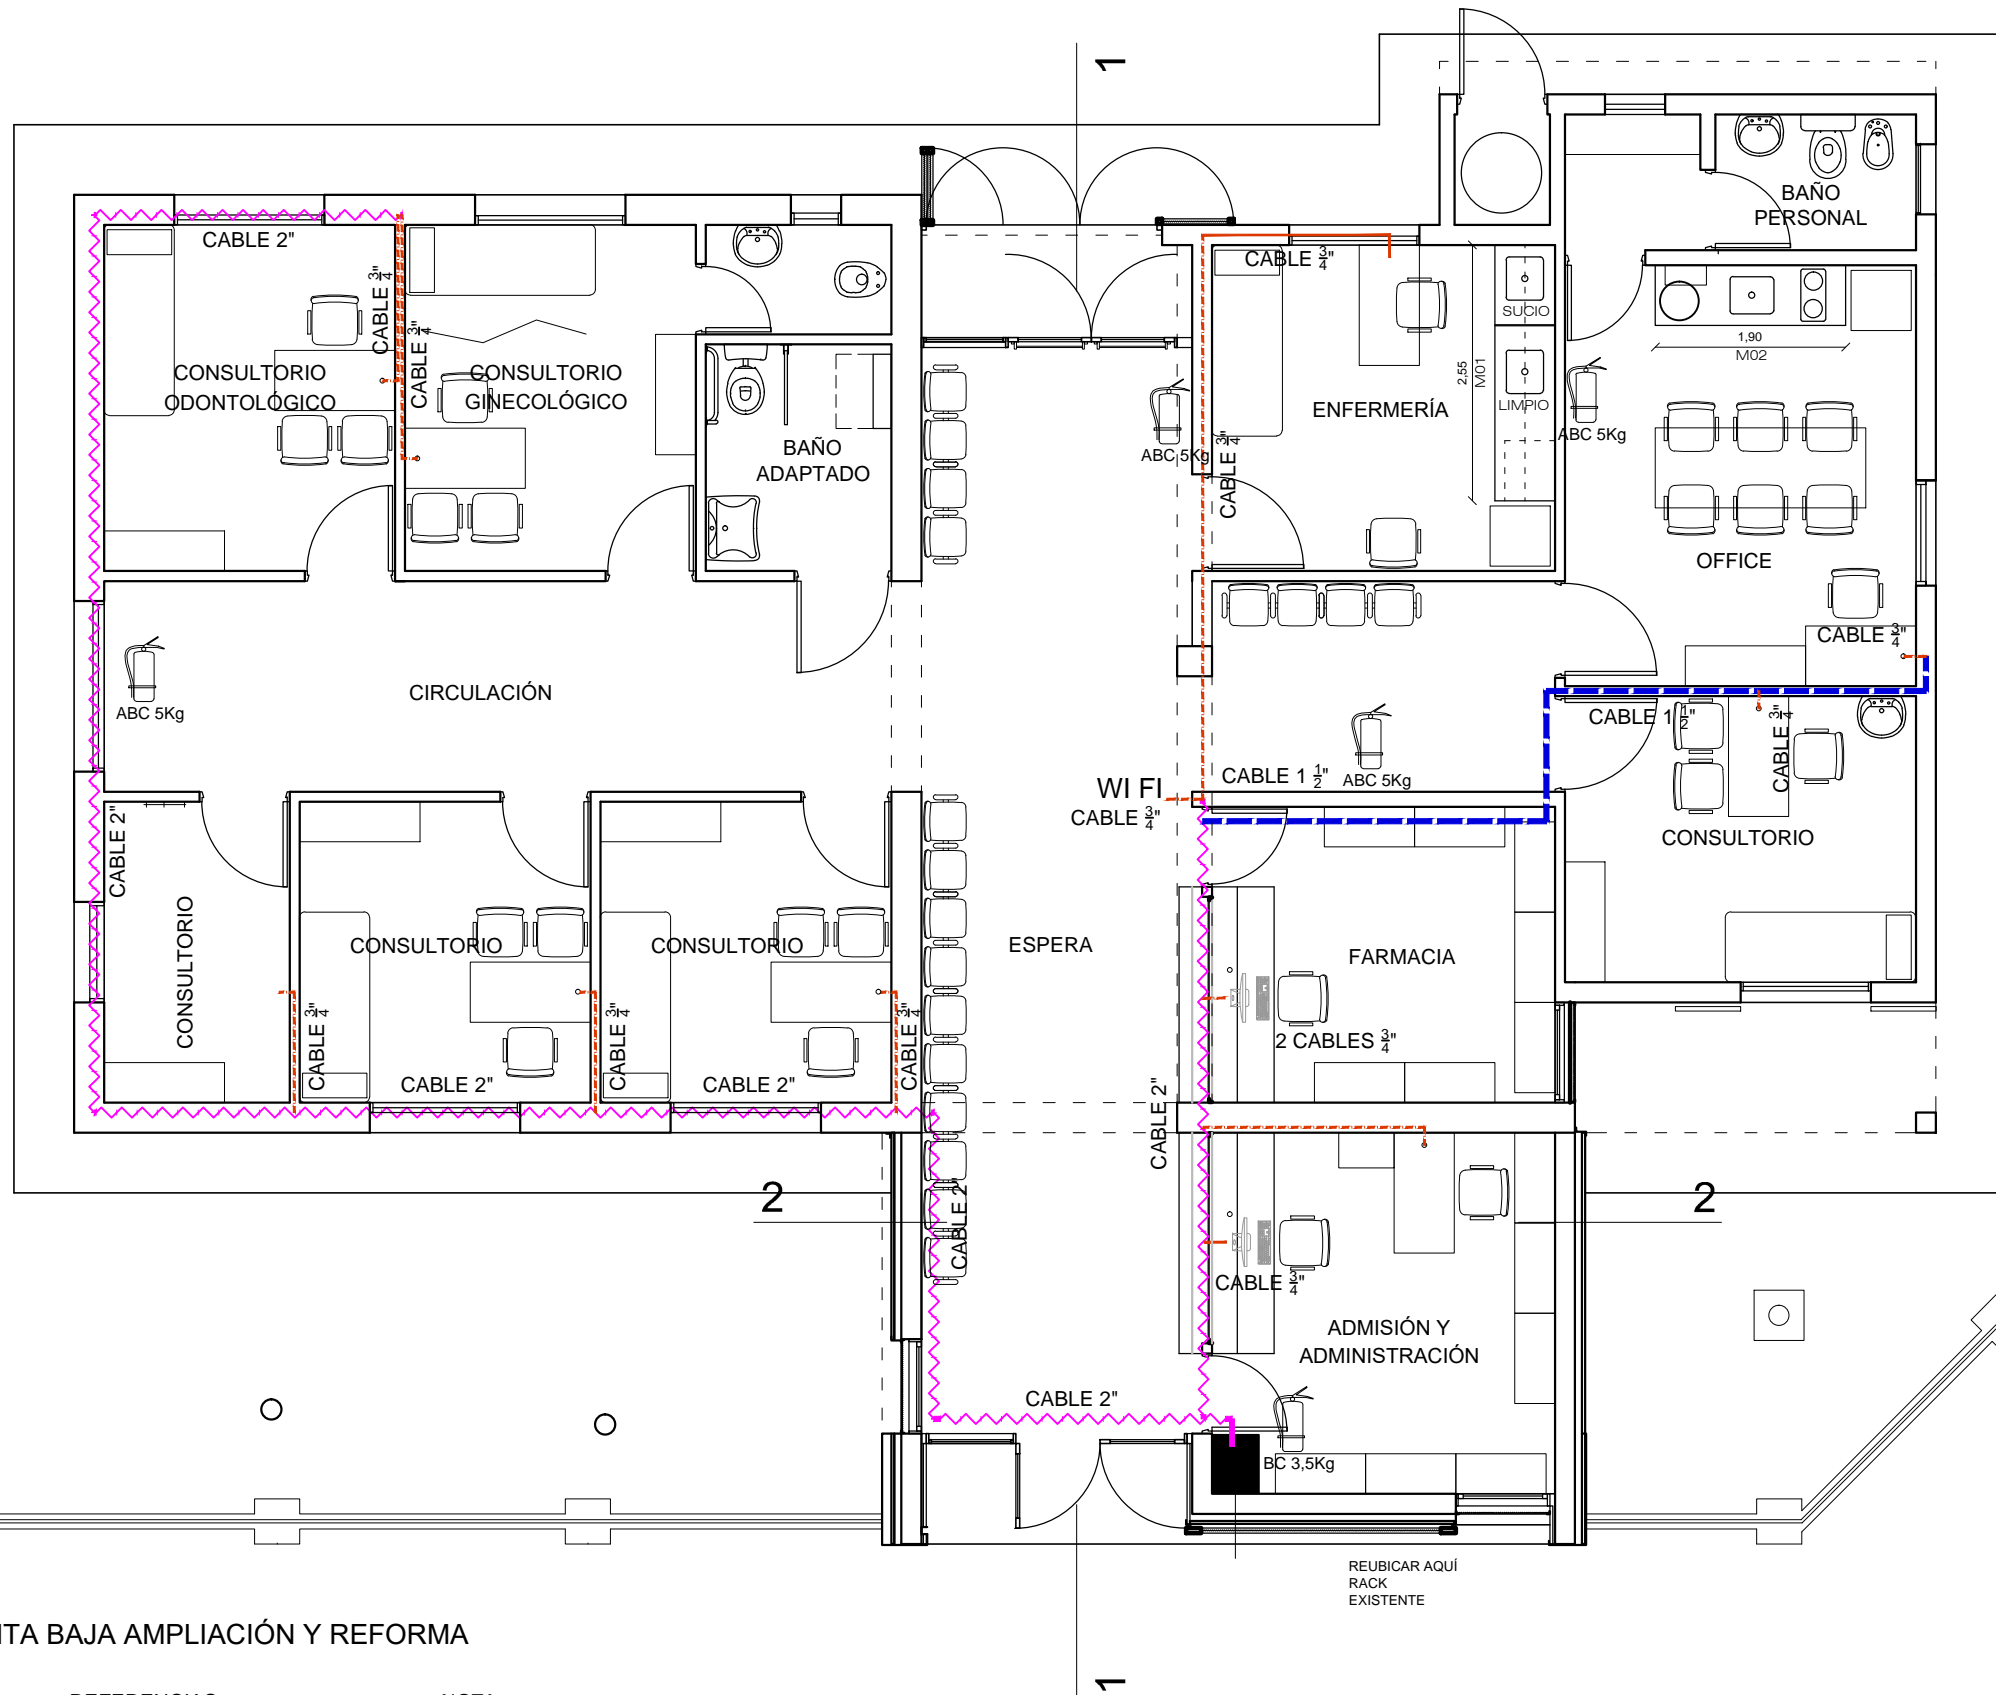 1
BAÑO
PERSONAL
CABLE 2"
CABLE 3/4"
CABLE 3/4"
CABLE 3/4"
SUCIO
1,90
M02
2,55
M01
LIMPIO
CONSULTORIO
ODONTOLÓGICO
CONSULTORIO
GINECOLÓGICO
ENFERMERÍA
BAÑO
ADAPTADO
ABC 5Kg
ABC 5Kg
CABLE 3/4"
OFFICE
CABLE 3/4"
CIRCULACIÓN
ABC 5Kg
CABLE 1 1/2"
CABLE 3/4"
WI FI
CABLE 3/4"
CABLE 1 1/2"
ABC 5Kg
CABLE 2"
CONSULTORIO
CONSULTORIO
CONSULTORIO
CONSULTORIO
ESPERA
FARMACIA
CABLE 3/4"
CABLE 3/4"
CABLE 3/4"
2 CABLES 3/4"
CABLE 2"
CABLE 2"
CABLE 2"
2
2
CABLE 2"
CABLE 3/4"
ADMISIÓN Y
ADMINISTRACIÓN
CABLE 2"
BC 3,5Kg
REUBICAR AQUÍ
RACK
EXISTENTE
NTA BAJA AMPLIACIÓN Y REFORMA
1